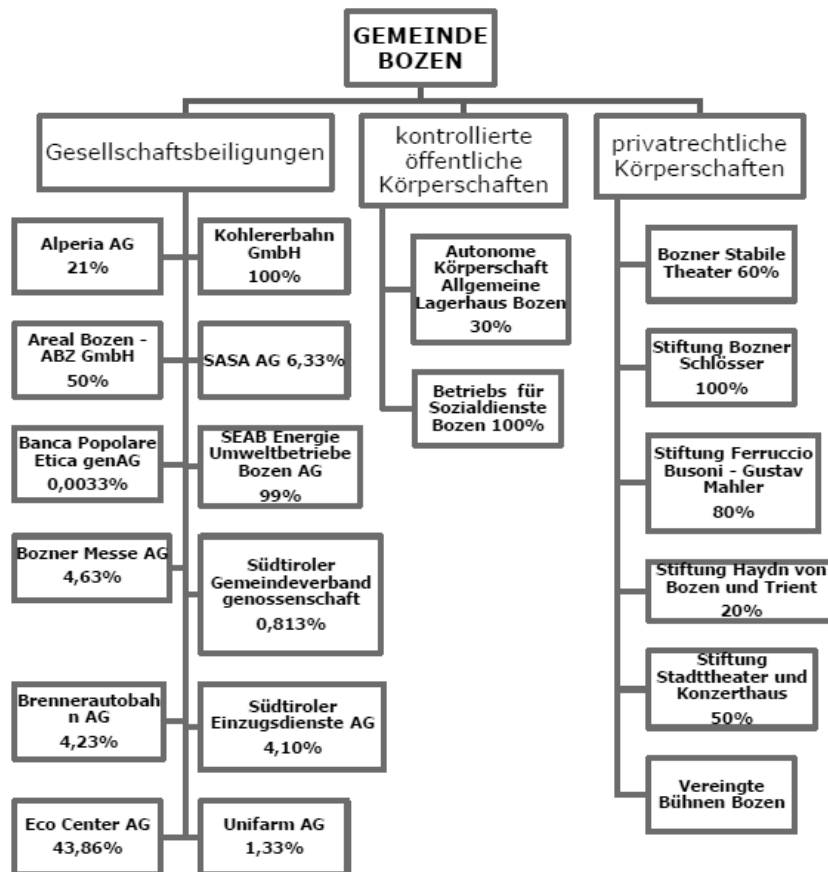 GEMEINDE
BOZEN
Gesellschaftsbeiligungen
kontrollierte
öffentliche
Körperschaften
privatrechtliche
Körperschaften
Alperia AG
21%
Kohlererbahn
GmbH
100%
Areal Bozen -
ABZ GmbH
50%
SASA AG 6,33%
Banca Popolare
Etica genAG
0,0033%
SEAB Energie
Umweltbetriebe
Bozen AG
99%
Bozner Messe AG
4,63%
Südtiroler
Gemeindeverband
genossenschaft
0,813%
Brennerautobah
n AG
4,23%
Südtiroler
Einzugsdienste AG
4,10%
Eco Center AG
43,86%
Unifarm AG
1,33%
Autonome
Körperschaft
Allgemeine
Lagerhaus Bozen
30%
Betriebs für
Sozialdienste
Bozen 100%
Bozner Stabile
Theater 60%
Stiftung Bozner
Schlösser
100%
Stiftung Ferruccio
Busoni - Gustav
Mahler
80%
Stiftung Haydn von
Bozen und Trient
20%
Stiftung
Stadttheater und
Konzerthaus
50%
Vereingte
Bühnen Bozen